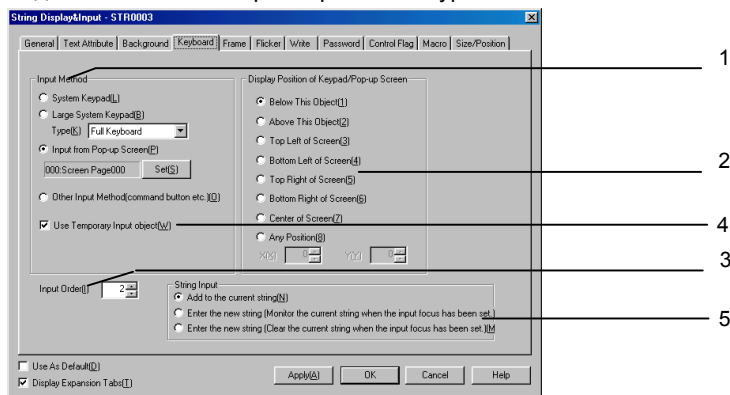 String Display&Input - STR0003
General Text Attribute Background Keyboard Frame Flicker Write Password Control Flag Macro Size/Position
Input Method
System Keypad(L)
Large System Keypad(B)
Type(K) Full Keyboard
Input from Pop-up Screen(P)
000:Screen Page000 Set(S)
Other Input Method(command button etc.)(O)
Use Temporary Input object(W)
Display Position of Keypad/Pop-up Screen
Below This Object(1)
Above This Object(2)
Top Left of Screen(3)
Bottom Left of Screen(4)
Top Right of Screen(5)
Bottom Right of Screen(6)
Center of Screen(7)
Any Position(8)
X(X) 0 Y(Y) 0
Input Order(I) 2
String Input
Add to the current string(N)
Enter the new string (Monitor the current string when the input focus has been set.)
Enter the new string (Clear the current string when the input focus has been set.)(M
Use As Default(D)
Display Expansion Tabs(T)
Apply(A) OK Cancel Help
1
2
4
3
5